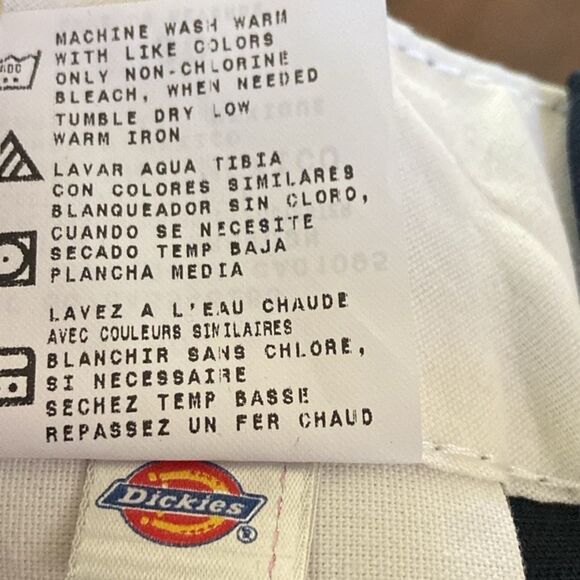 MACHINE WASH WARM
WITH LIKE COLORS
ONLY NON-CHLORINE
BLEACH, WHEN NEEDED
TUMBLE DRY LOW
WARM IRON
LAVAR AQUA TIBIA
CON COLORES SIMILARES
BLANQUEADOR SIN CLORO,
CUANDO SE NECESITE
SECADO TEMP BAJA
PLANCHA MEDIA
LAVEZ A L'EAU CHAUDE
AVEC COULEURS SIMILAIRES
BLANCHIR SANS CHLORE,
SI NECESSAIRE
SECHEZ TEMP BASSE
REPASSEZ UN FER CHAUD
Dickies®